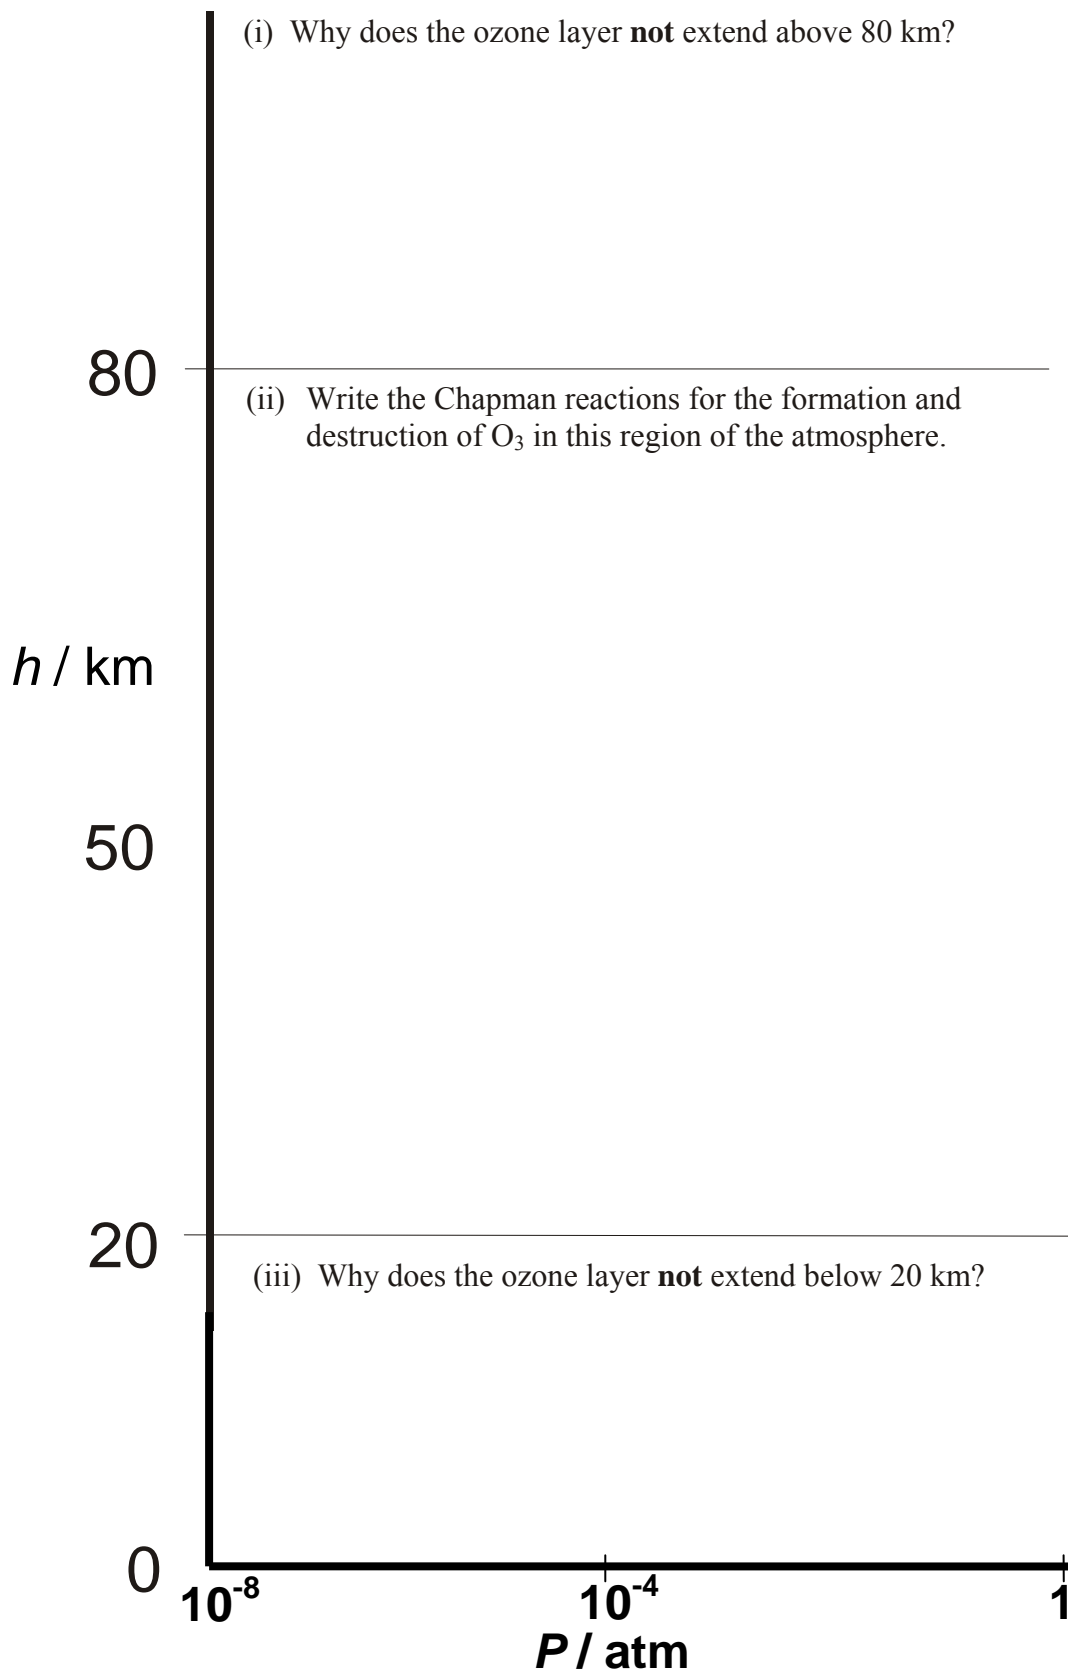 (i) Why does the ozone layer not extend above 80 km?
80
(ii) Write the Chapman reactions for the formation and
destruction of O₃ in this region of the atmosphere.
h / km
50
20
(iii) Why does the ozone layer not extend below 20 km?
0
10⁻⁸ 10⁻⁴ 1
P / atm